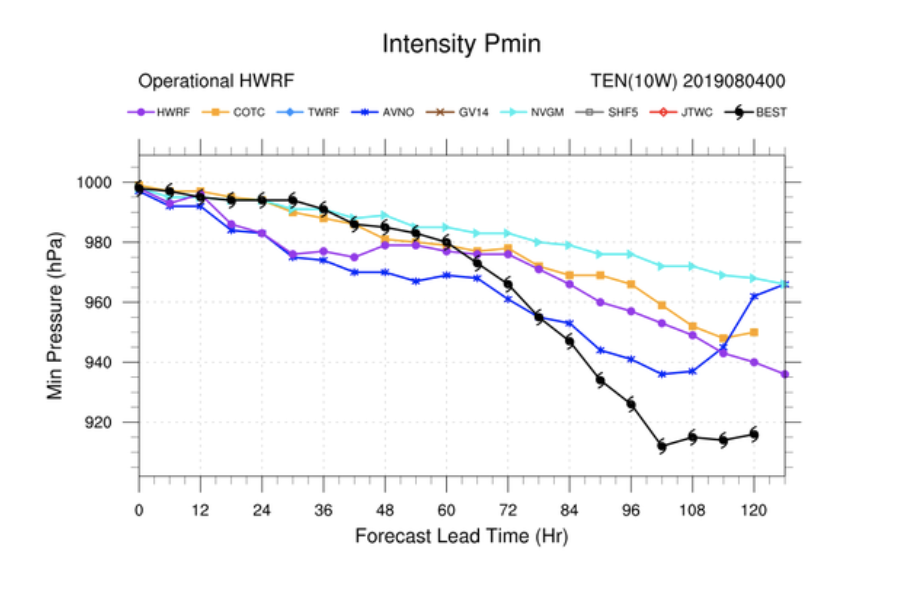 Intensity Pmin
Operational HWRF TEN(10W) 2019080400
HWRF COTC TWRF AVNO GV14 NVGM SHF5 JTWC BEST
1000
980
960
940
920
Min Pressure (hPa)
0 12 24 36 48 60 72 84 96 108 120
Forecast Lead Time (Hr)